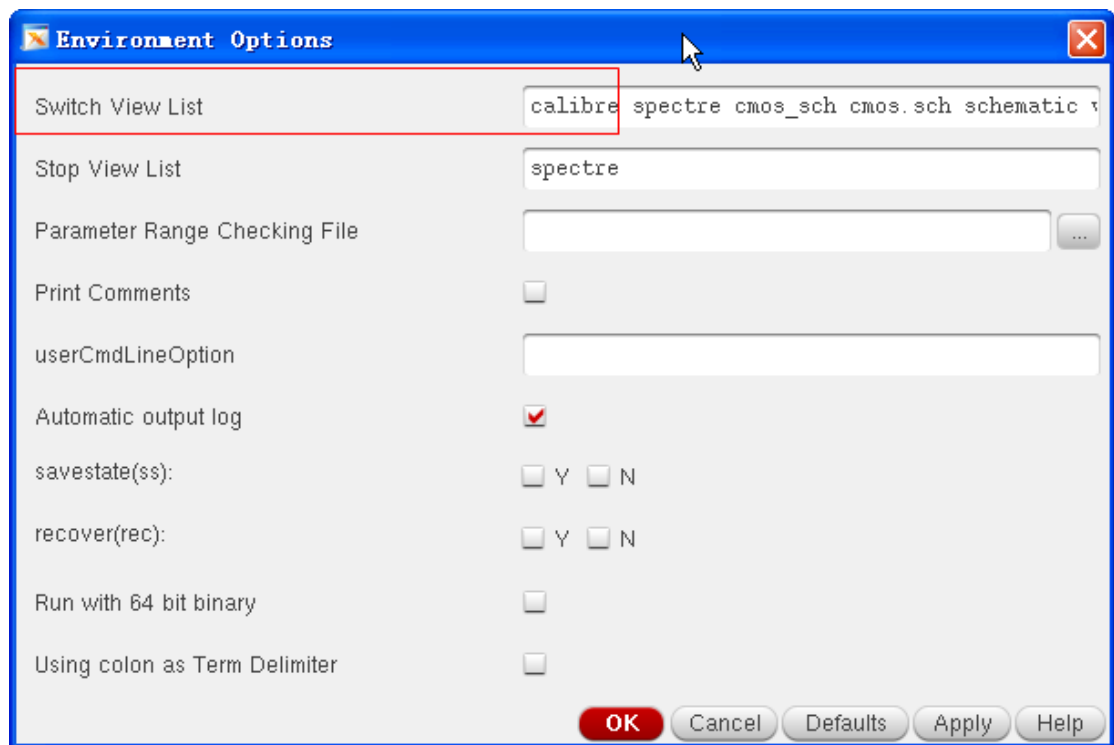 Environment Options
Switch View List calibre spectre cmos_sch cmos.sch schematic
Stop View List spectre
Parameter Range Checking File ...
Print Comments
userCmdLineOption
Automatic output log
savestate(ss): Y N
recover(rec): Y N
Run with 64 bit binary
Using colon as Term Delimiter
OK Cancel Defaults Apply Help